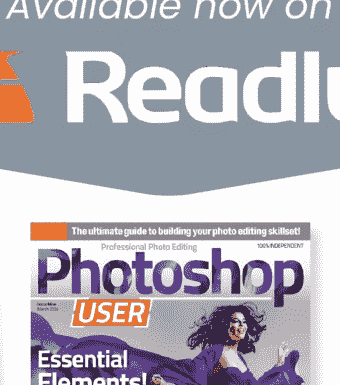 Available now on
Readl
The ultimate guide to building your photo editing skillset!
Professional Photo Editing
100% INDEPENDENT
Photoshop
USER
Essential
Elements!